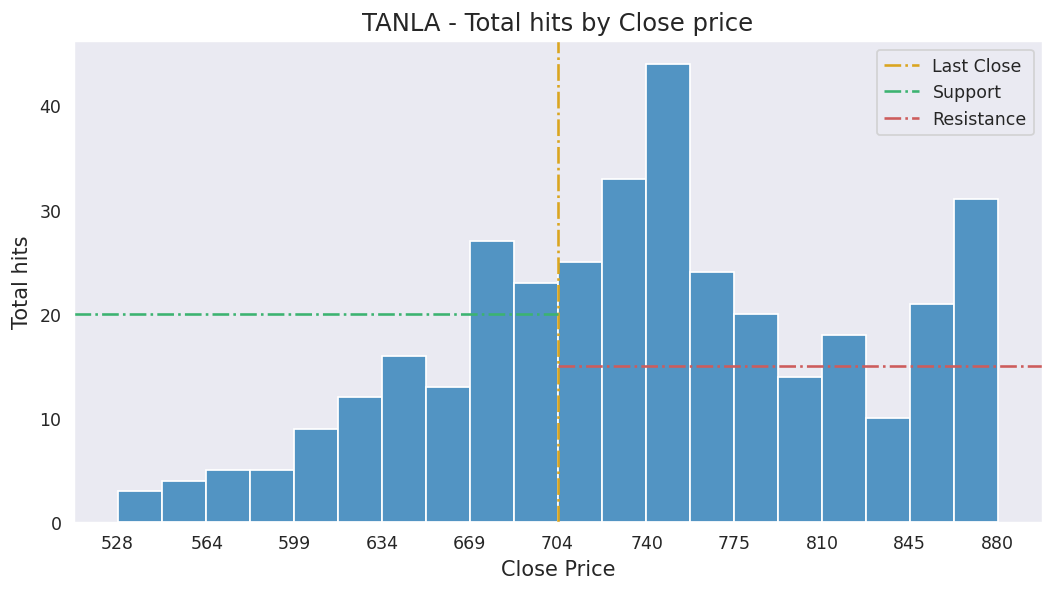 TANLA - Total hits by Close price
Last Close
Support
Resistance
Total hits
40
30
20
10
0
528 564 599 634 669 704 740 775 810 845 880
Close Price